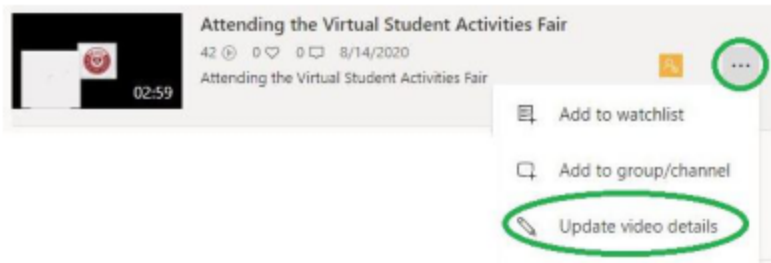 Attending the Virtual Student Activities Fair
42 0 0 8/14/2020
Attending the Virtual Student Activities Fair
02:59
...
Add to watchlist
Add to group/channel
Update video details